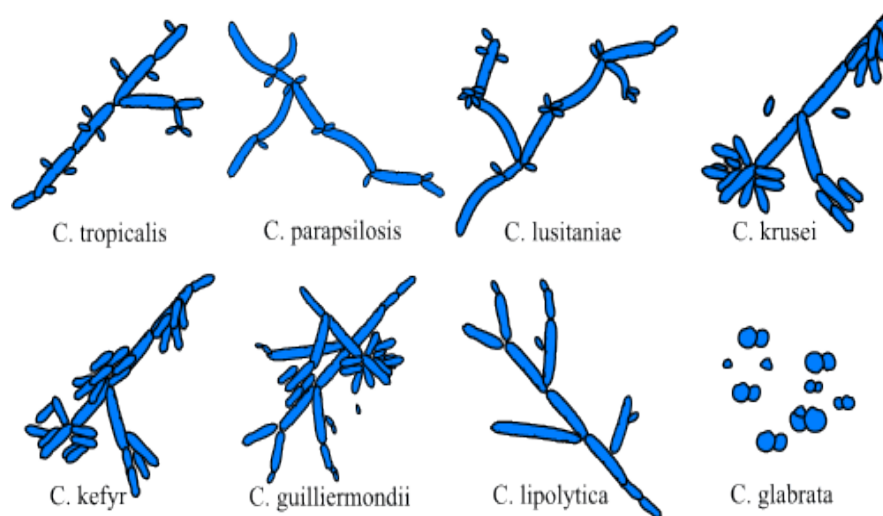 C. tropicalis
C. parapsilosis
C. lusitaniae
C. krusei
C. kefyr
C. guilliermondii
C. lipolytica
C. glabrata